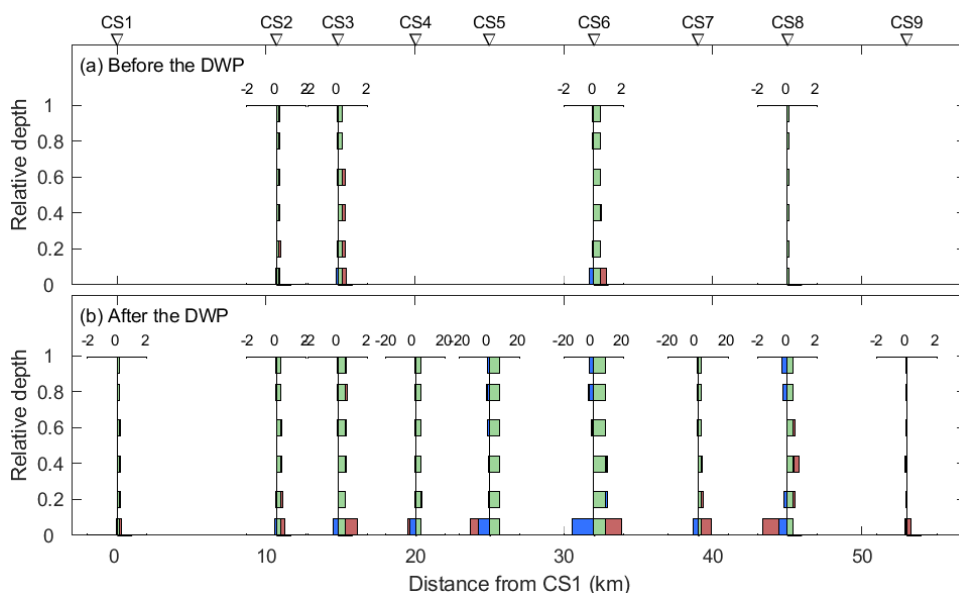 CS1 CS2 CS3 CS4 CS5 CS6 CS7 CS8 CS9
(a) Before the DWP
-2 0 2 2 0 2 -2 0 2 -2 0 2
1
0.8
0.6
0.4
0.2
0
Relative depth
(b) After the DWP
-2 0 2 -2 0 2 -2 0 2 -20 0 20 -20 0 20 -20 0 20 -20 0 20 -2 0 2 -2 0 2
1
0.8
0.6
0.4
0.2
0
Relative depth
0 10 20 30 40 50
Distance from CS1 (km)